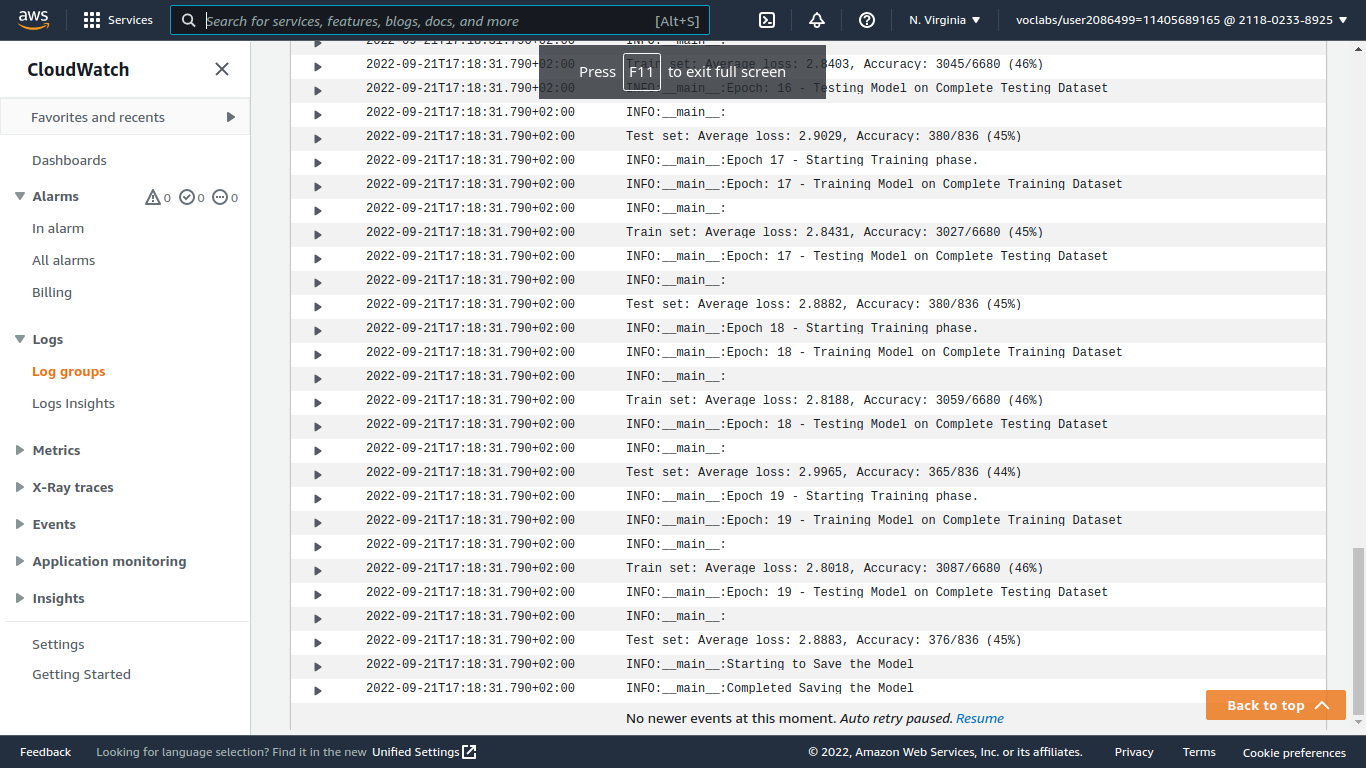 aws Services Search for services, features, blogs, docs, and more [Alt+S] N. Virginia voclabs/user2086499=11405689165 @ 2118-0233-8925
CloudWatch
Favorites and recents
Dashboards
Alarms 0 0 0
In alarm
All alarms
Billing
Logs
Log groups
Logs Insights
Metrics
X-Ray traces
Events
Application monitoring
Insights
Settings
Getting Started
Press F11 to exit full screen
2022-09-21T17:18:31.790+02:00 INFO:__main__:
2022-09-21T17:18:31.790+02:00 Train set: Average loss: 2.8403, Accuracy: 3045/6680 (46%)
2022-09-21T17:18:31.790+02:00 INFO:__main__:Epoch: 16 - Testing Model on Complete Testing Dataset
2022-09-21T17:18:31.790+02:00 INFO:__main__:
2022-09-21T17:18:31.790+02:00 Test set: Average loss: 2.9029, Accuracy: 380/836 (45%)
2022-09-21T17:18:31.790+02:00 INFO:__main__:Epoch 17 - Starting Training phase.
2022-09-21T17:18:31.790+02:00 INFO:__main__:Epoch: 17 - Training Model on Complete Training Dataset
2022-09-21T17:18:31.790+02:00 INFO:__main__:
2022-09-21T17:18:31.790+02:00 Train set: Average loss: 2.8431, Accuracy: 3027/6680 (45%)
2022-09-21T17:18:31.790+02:00 INFO:__main__:Epoch: 17 - Testing Model on Complete Testing Dataset
2022-09-21T17:18:31.790+02:00 INFO:__main__:
2022-09-21T17:18:31.790+02:00 Test set: Average loss: 2.8882, Accuracy: 380/836 (45%)
2022-09-21T17:18:31.790+02:00 INFO:__main__:Epoch 18 - Starting Training phase.
2022-09-21T17:18:31.790+02:00 INFO:__main__:Epoch: 18 - Training Model on Complete Training Dataset
2022-09-21T17:18:31.790+02:00 INFO:__main__:
2022-09-21T17:18:31.790+02:00 Train set: Average loss: 2.8188, Accuracy: 3059/6680 (46%)
2022-09-21T17:18:31.790+02:00 INFO:__main__:Epoch: 18 - Testing Model on Complete Testing Dataset
2022-09-21T17:18:31.790+02:00 INFO:__main__:
2022-09-21T17:18:31.790+02:00 Test set: Average loss: 2.9965, Accuracy: 365/836 (44%)
2022-09-21T17:18:31.790+02:00 INFO:__main__:Epoch 19 - Starting Training phase.
2022-09-21T17:18:31.790+02:00 INFO:__main__:Epoch: 19 - Training Model on Complete Training Dataset
2022-09-21T17:18:31.790+02:00 INFO:__main__:
2022-09-21T17:18:31.790+02:00 Train set: Average loss: 2.8018, Accuracy: 3087/6680 (46%)
2022-09-21T17:18:31.790+02:00 INFO:__main__:Epoch: 19 - Testing Model on Complete Testing Dataset
2022-09-21T17:18:31.790+02:00 INFO:__main__:
2022-09-21T17:18:31.790+02:00 Test set: Average loss: 2.8883, Accuracy: 376/836 (45%)
2022-09-21T17:18:31.790+02:00 INFO:__main__:Starting to Save the Model
2022-09-21T17:18:31.790+02:00 INFO:__main__:Completed Saving the Model
No newer events at this moment. Auto retry paused. Resume
Back to top
Feedback Looking for language selection? Find it in the new Unified Settings © 2022, Amazon Web Services, Inc. or its affiliates. Privacy Terms Cookie preferences